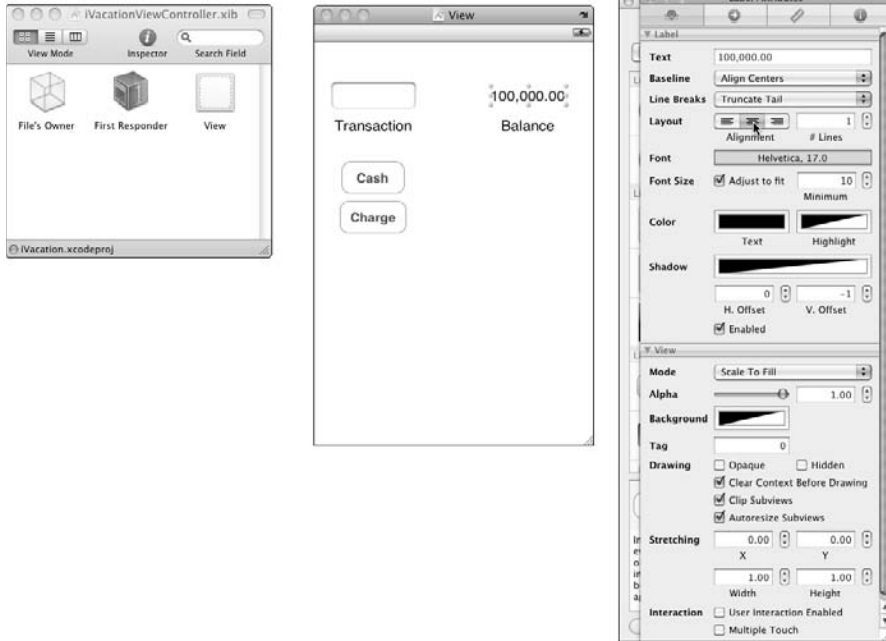 iVacationViewController.xib
View Mode
Inspector
Search Field
File's Owner
First Responder
View
iVacation.xcodeproj
View
100,000.00
Transaction
Balance
Cash
Charge
Label Attributes
Label
Text 100,000.00
Baseline Align Centers
Line Breaks Truncate Tail
Layout 1
Alignment # Lines
Font Helvetica, 17.0
Font Size Adjust to fit 10
Minimum
Color
Text Highlight
Shadow
0 -1
H. Offset V. Offset
Enabled
View
Mode Scale To Fill
Alpha 1.00
Background
Tag 0
Drawing Opaque Hidden
Clear Context Before Drawing
Clip Subviews
Autoresize Subviews
Stretching 0.00 0.00
X Y
1.00 1.00
Width Height
Interaction User Interaction Enabled
Multiple Touch